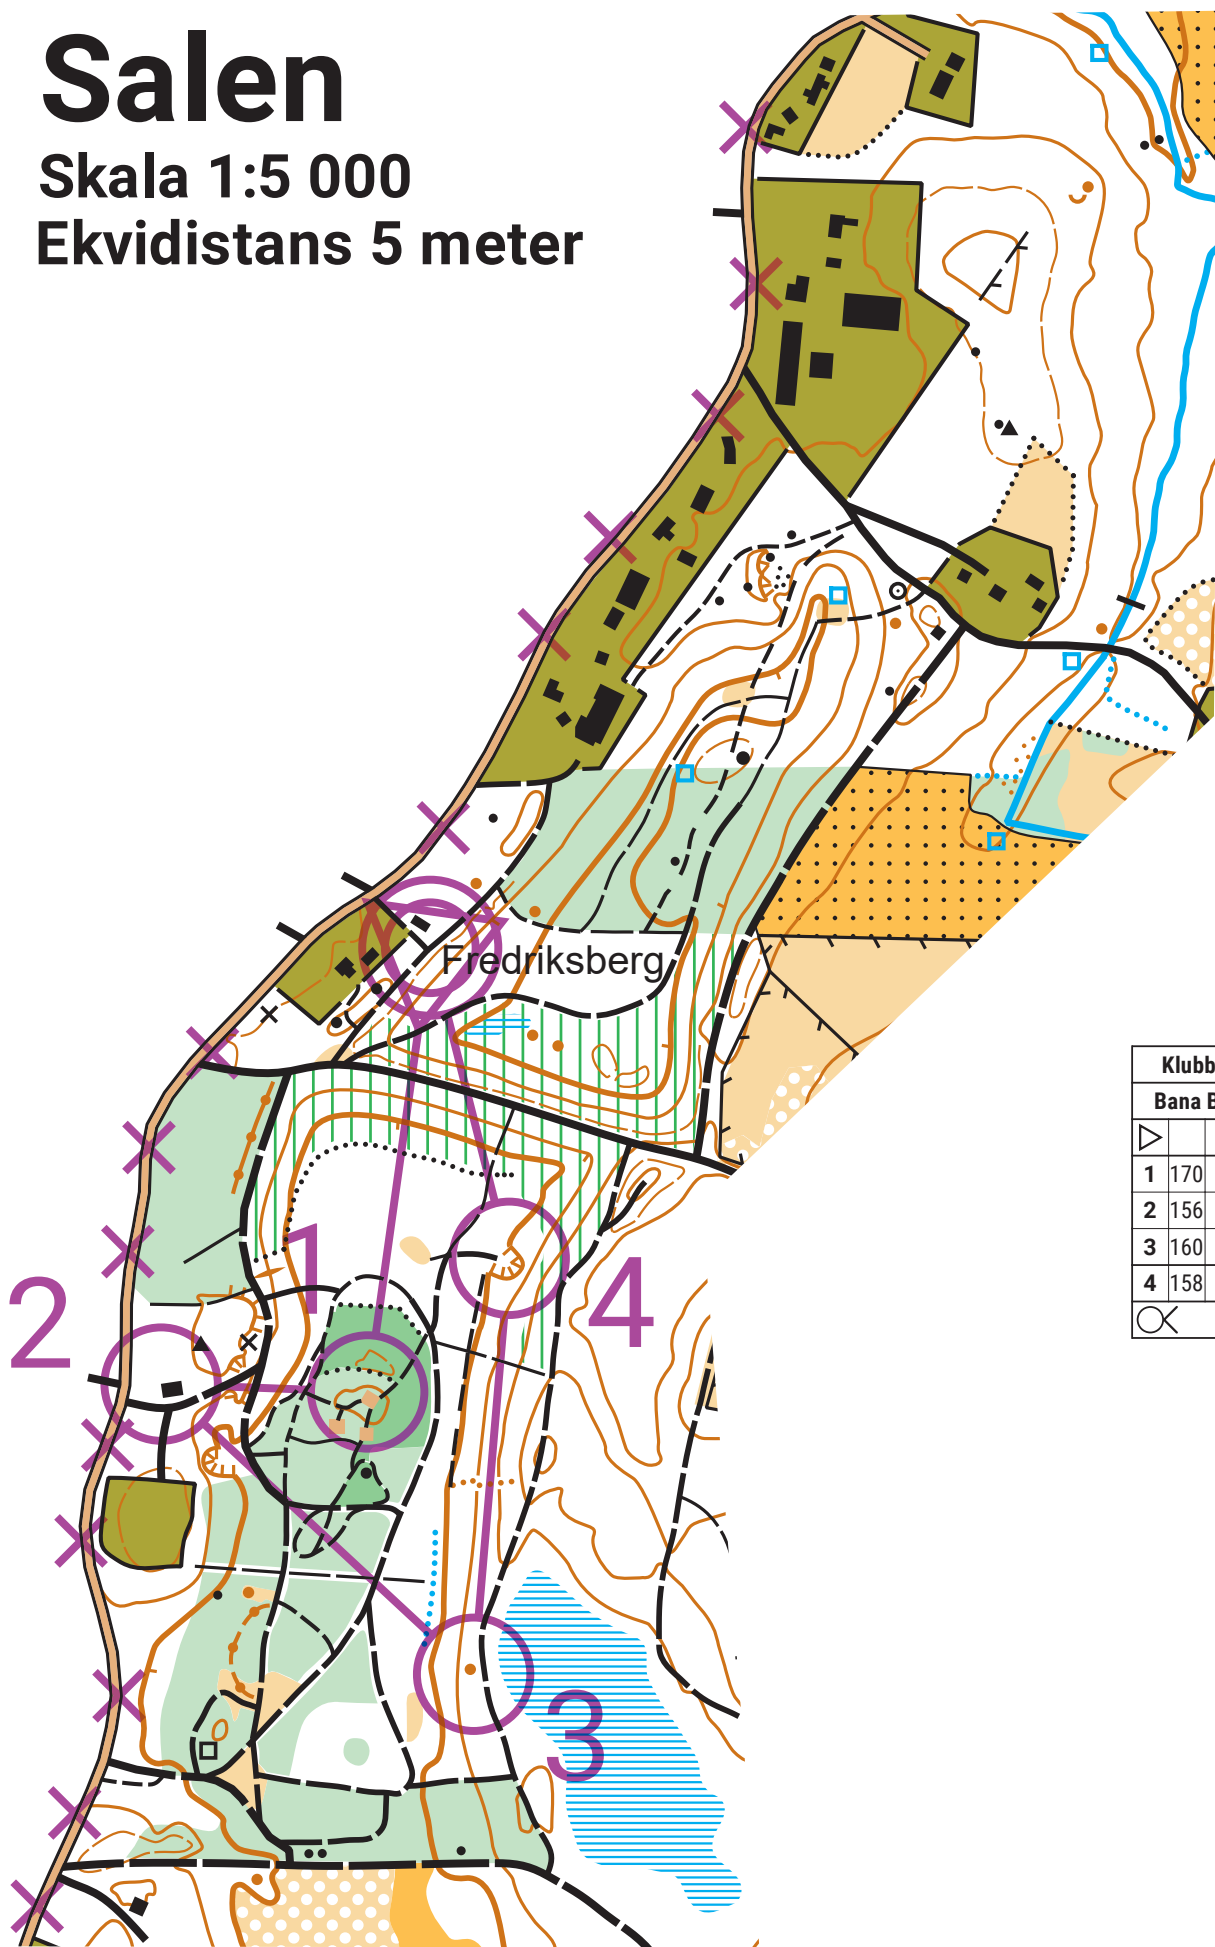 Salen
Skala 1:5 000
Ekvidistans 5 meter
Fredriksberg
1
2
4
3
Klubb
Bana B
1 170
2 156
3 160
4 158